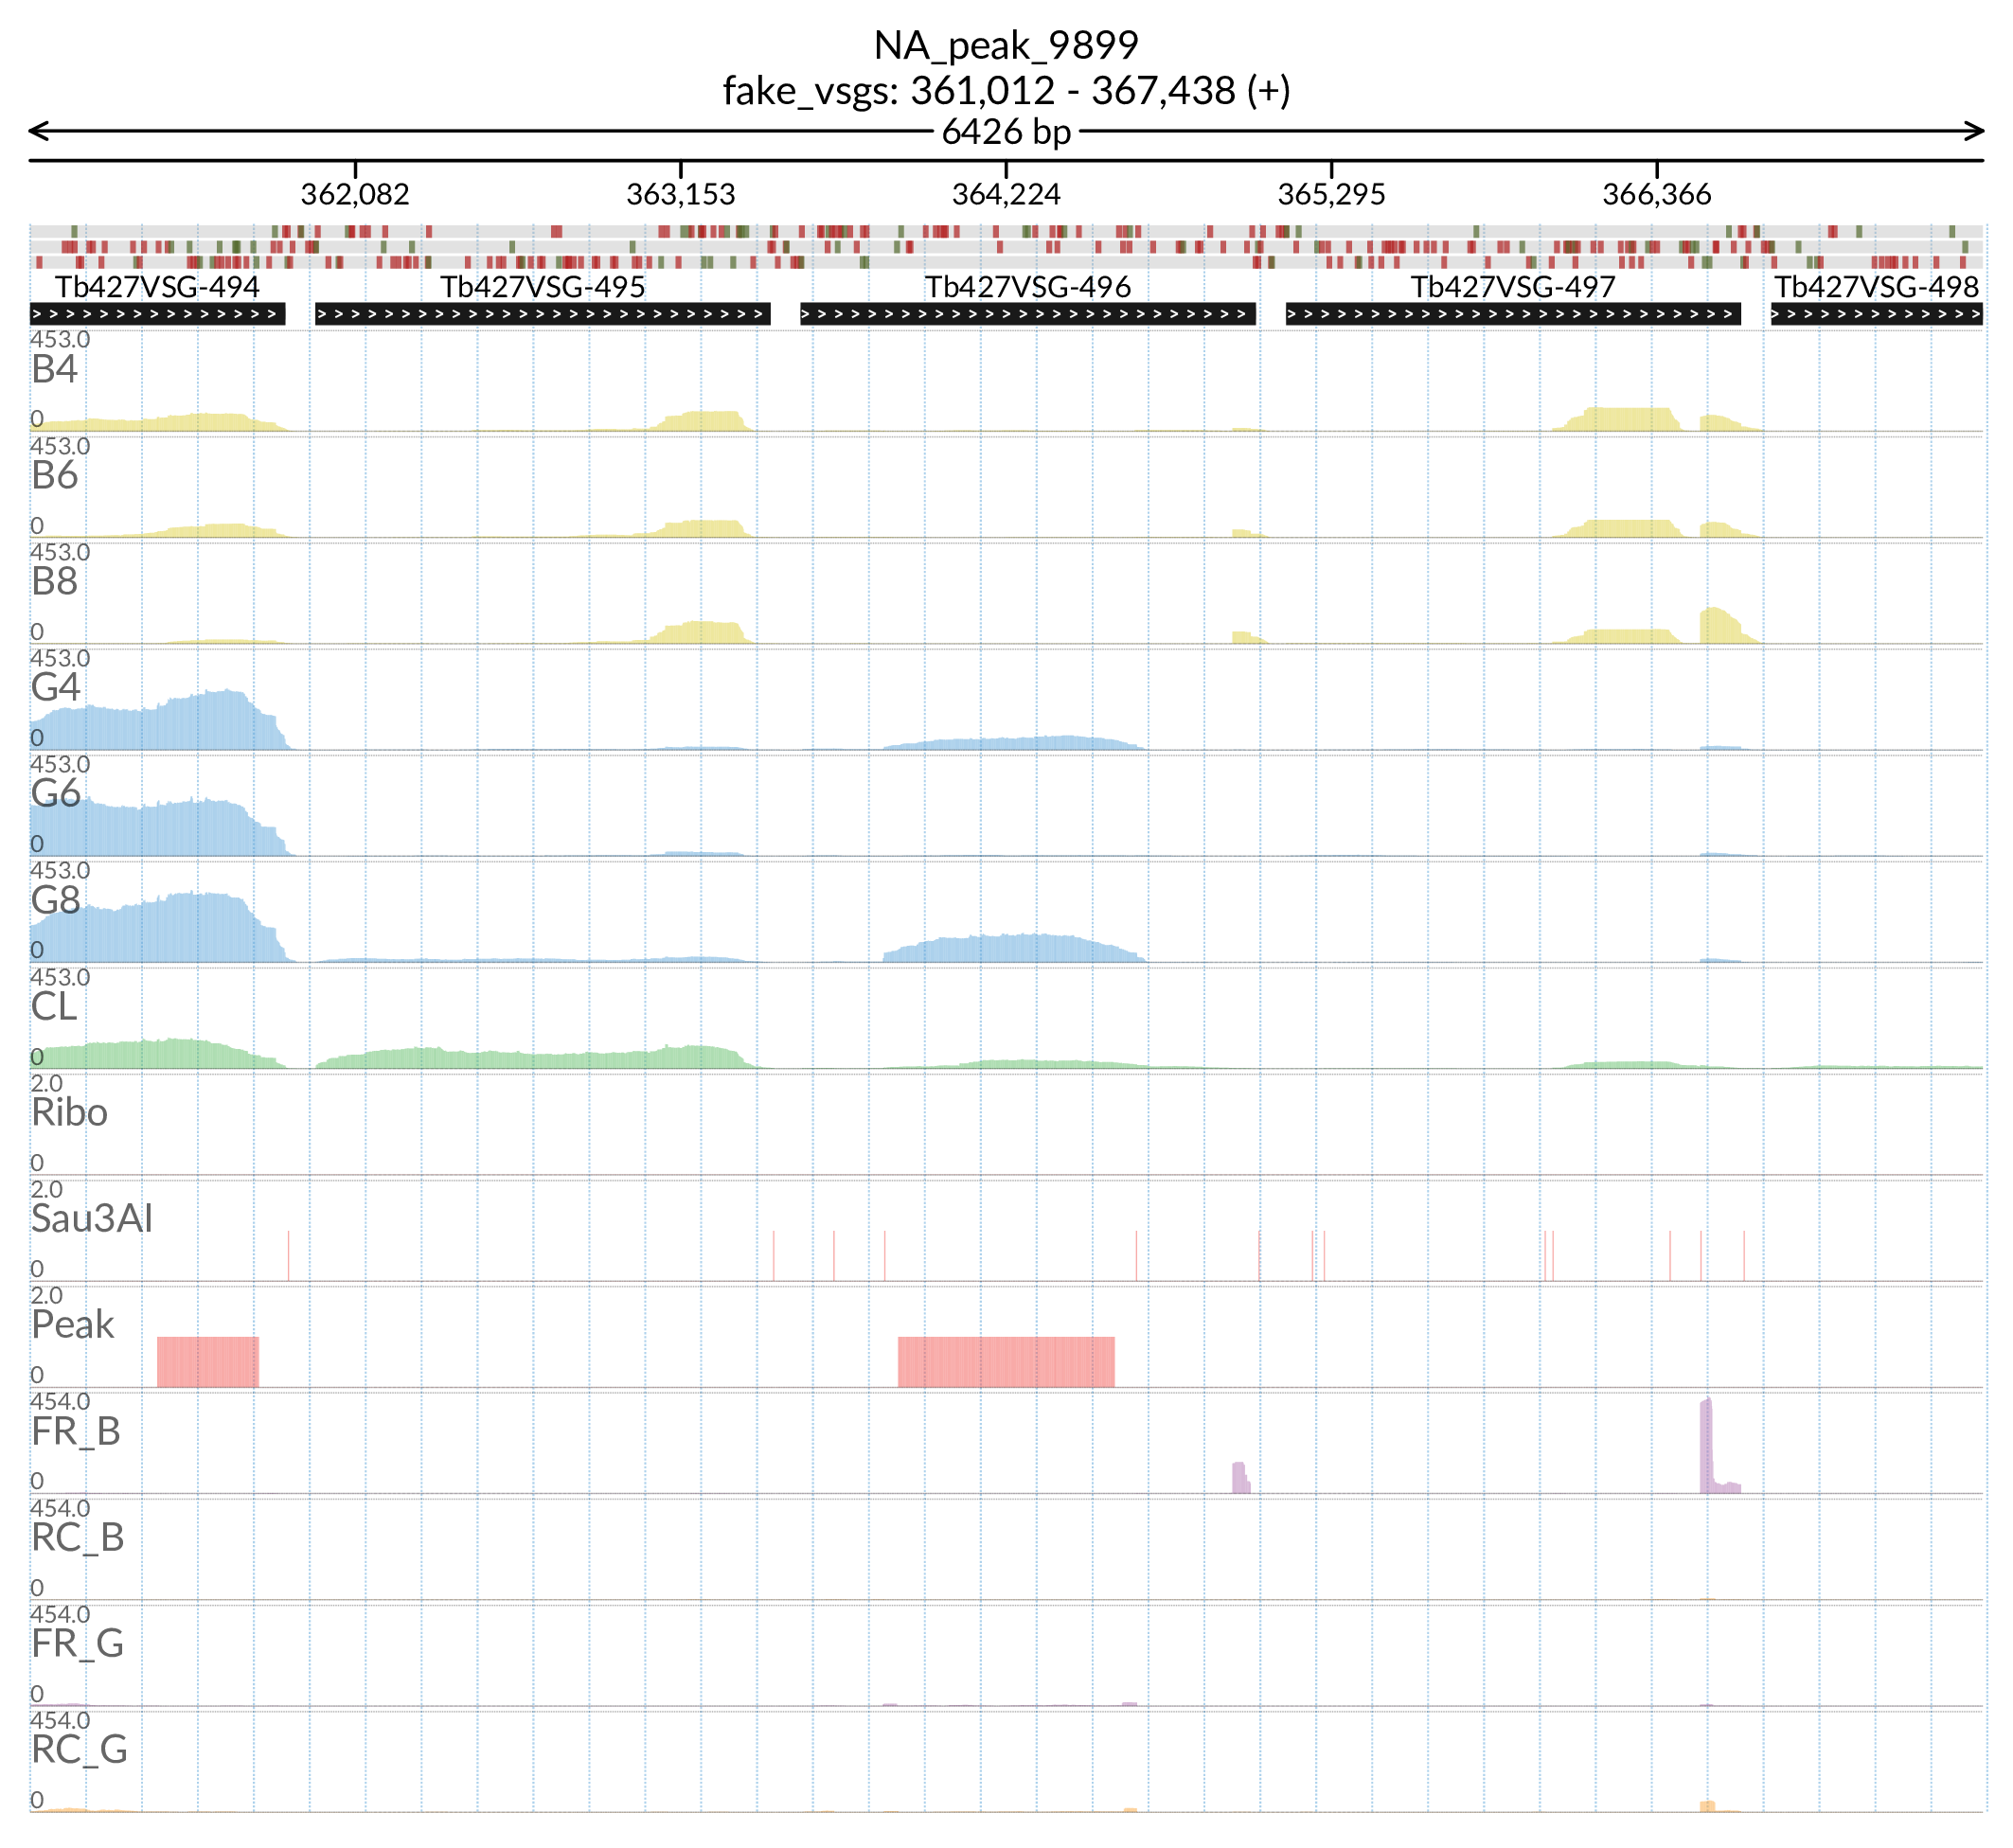 NA_peak_9899
fake_vsgs: 361,012 - 367,438 (+)
6426 bp
362,082 363,153 364,224 365,295 366,366
Tb427VSG-494 Tb427VSG-495 Tb427VSG-496 Tb427VSG-497 Tb427VSG-498
453.0
B4
0
453.0
B6
0
453.0
B8
0
453.0
G4
0
453.0
G6
0
453.0
G8
0
453.0
CL
0
2.0
Ribo
0
2.0
Sau3AI
0
2.0
Peak
0
454.0
FR_B
0
454.0
RC_B
0
454.0
FR_G
0
454.0
RC_G
0